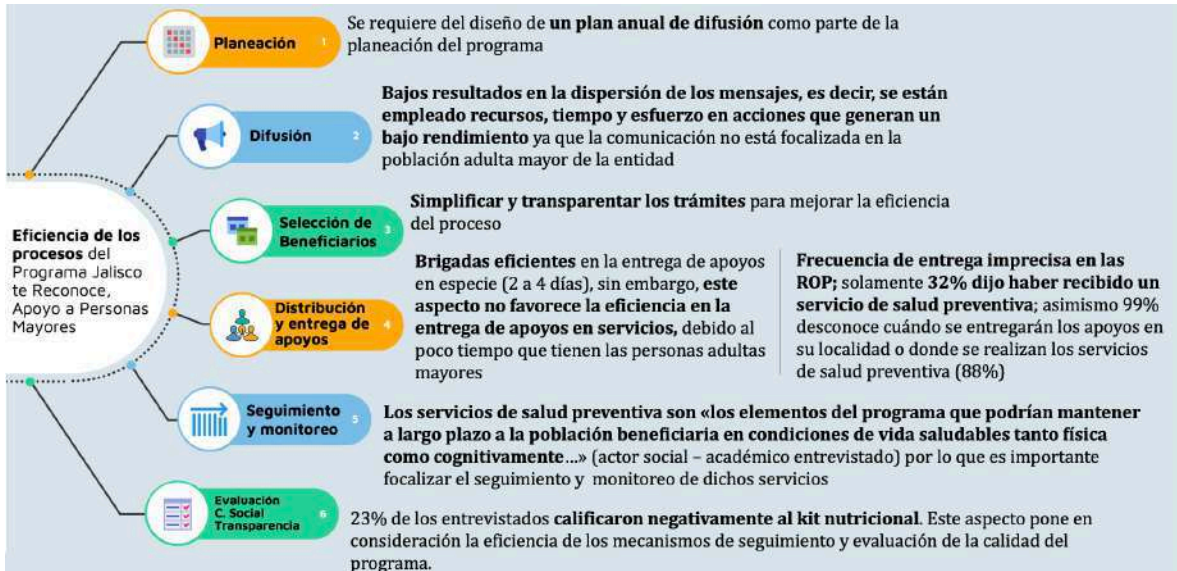 Eficiencia de los
procesos del
Programa Jalisco
te Reconoce,
Apoyo a Personas
Mayores
Planeación 1
Se requiere del diseño de un plan anual de difusión como parte de la
planeación del programa
Difusión 2
Bajos resultados en la dispersión de los mensajes, es decir, se están
empleado recursos, tiempo y esfuerzo en acciones que generan un
bajo rendimiento ya que la comunicación no está focalizada en la
población adulta mayor de la entidad
Selección de
Beneficiarios 3
Simplificar y transparentar los trámites para mejorar la eficiencia
del proceso
Distribución
y entrega de
apoyos 4
Brigadas eficientes en la entrega de apoyos
en especie (2 a 4 días), sin embargo, este
aspecto no favorece la eficiencia en la
entrega de apoyos en servicios, debido al
poco tiempo que tienen las personas adultas
mayores
Frecuencia de entrega imprecisa en las
ROP; solamente 32% dijo haber recibido un
servicio de salud preventiva; asimismo 99%
desconoce cuándo se entregarán los apoyos en
su localidad o donde se realizan los servicios
de salud preventiva (88%)
Seguimiento
y monitoreo 5
Los servicios de salud preventiva son «los elementos del programa que podrían mantener
a largo plazo a la población beneficiaria en condiciones de vida saludables tanto física
como cognitivamente...» (actor social – académico entrevistado) por lo que es importante
focalizar el seguimiento y monitoreo de dichos servicios
Evaluación
C. Social
Transparencia 6
23% de los entrevistados calificaron negativamente al kit nutricional. Este aspecto pone en
consideración la eficiencia de los mecanismos de seguimiento y evaluación de la calidad del
programa.